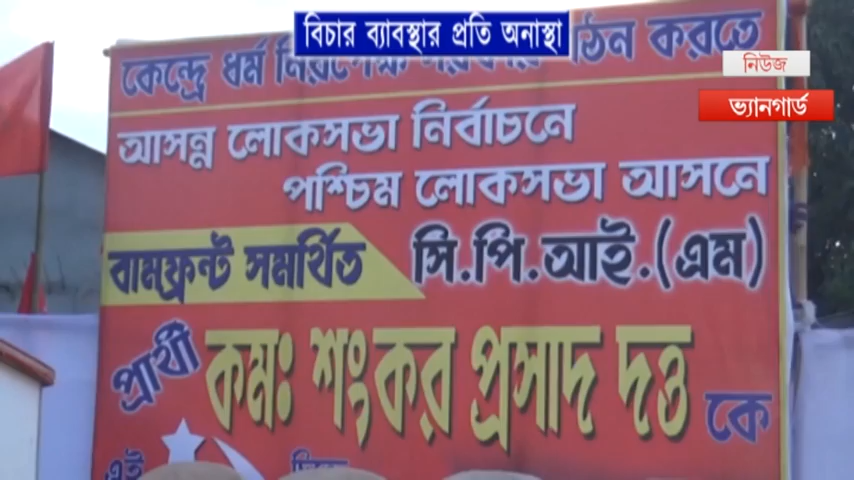 বিচার ব্যাবস্থার প্রতি অনাস্থা
নিউজ
ভ্যানগার্ড
কেন্দ্রে ধর্ম নিরপেক্ষ সরকার গঠন করতে
আসন্ন লোকসভা নির্বাচনে
পশ্চিম লোকসভা আসনে
বামফ্রন্ট সমর্থিত সি.পি.আই.(এম)
প্রার্থী কমঃ শংকর প্রসাদ দত্ত কে
এই